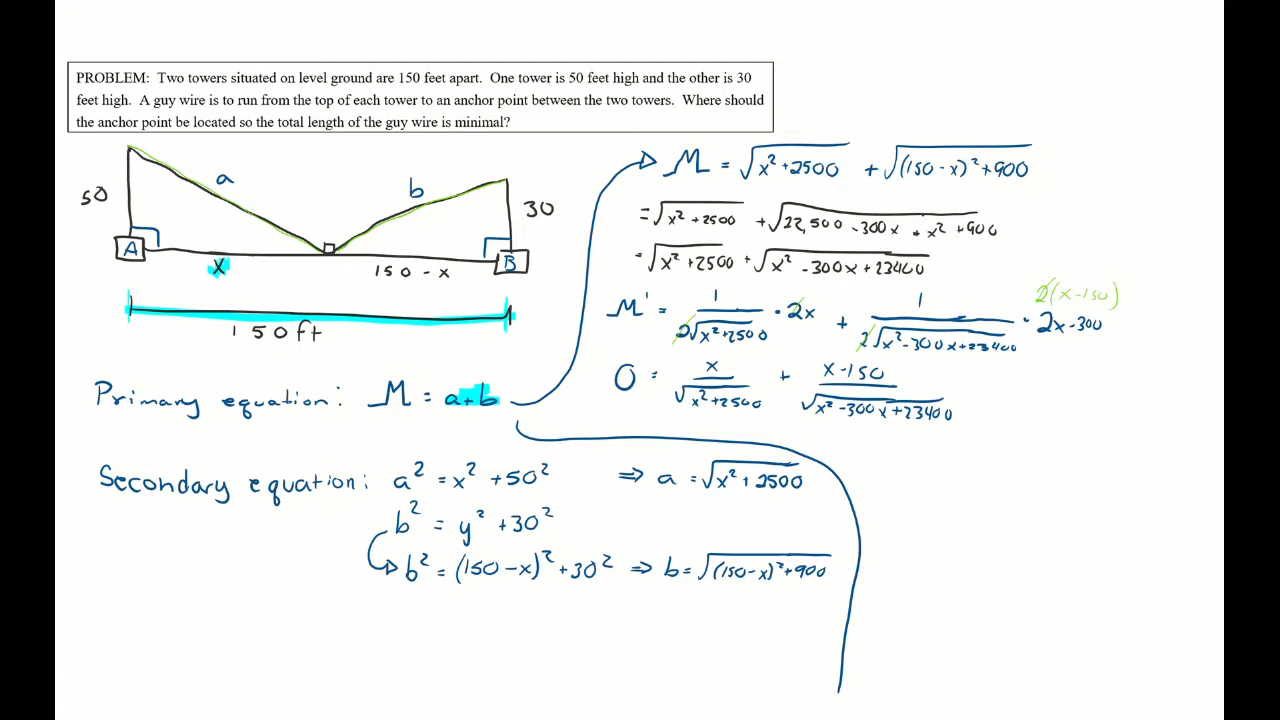 PROBLEM: Two towers situated on level ground are 150 feet apart. One tower is 50 feet high and the other is 30
feet high. A guy wire is to run from the top of each tower to an anchor point between the two towers. Where should
the anchor point be located so the total length of the guy wire is minimal?
50 a b 30
A x 150 - x B
150 ft
Primary equation: M = a+b
Secondary equation: a² = x² + 50² ⇒ a = √(x² + 2500)
b² = y² + 30²
b² = (150 - x)² + 30² ⇒ b = √((150-x)² + 900)
M = √(x² + 2500) + √((150 - x)² + 900)
= √(x² + 2500) + √(22,500 - 300x + x² + 900)
= √(x² + 2500) + √(x² - 300x + 23400)
2(x - 150)
M' = 1/(2√(x² + 2500)) · 2x + 1/(2√(x² - 300x + 23400)) · 2x - 300
0 = x/√(x² + 2500) + (x - 150)/√(x² - 300x + 23400)